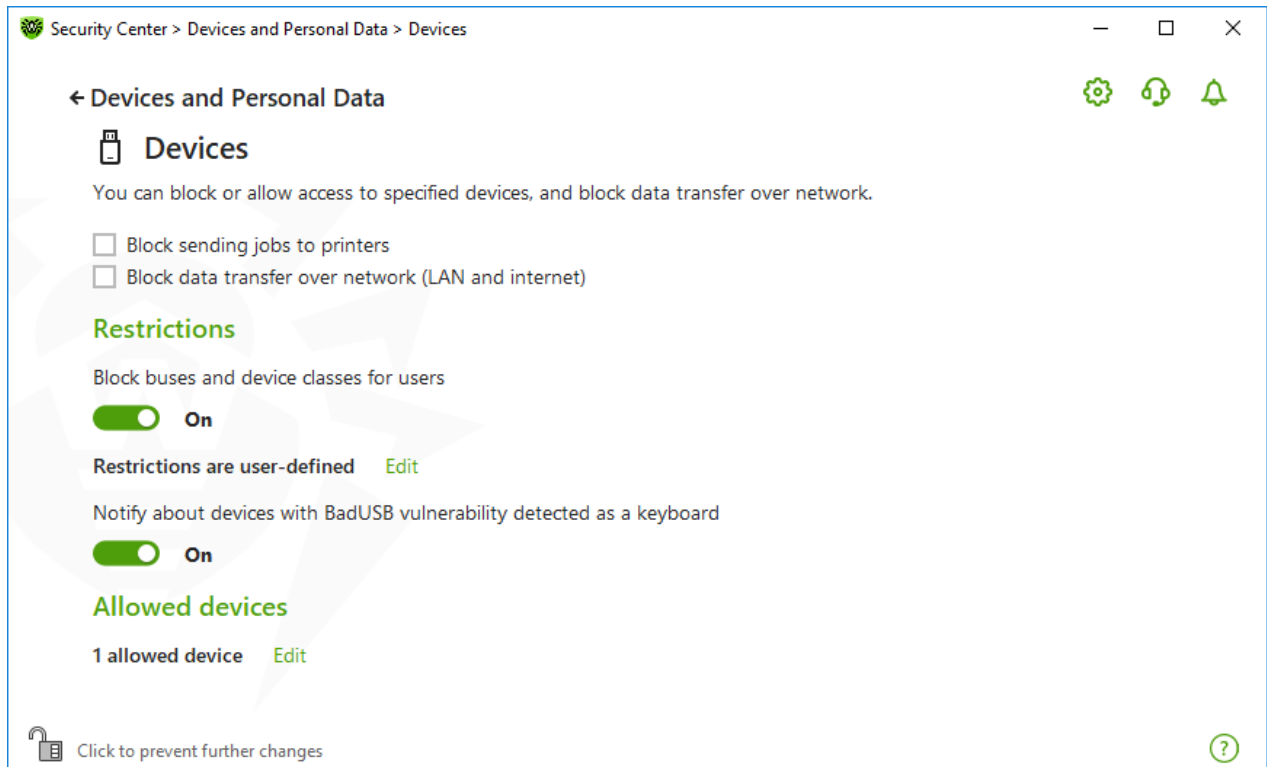 Security Center > Devices and Personal Data > Devices
Devices and Personal Data
Devices
You can block or allow access to specified devices, and block data transfer over network.
Block sending jobs to printers
Block data transfer over network (LAN and internet)
Restrictions
Block buses and device classes for users
On
Restrictions are user-defined Edit
Notify about devices with BadUSB vulnerability detected as a keyboard
On
Allowed devices
1 allowed device Edit
Click to prevent further changes
?